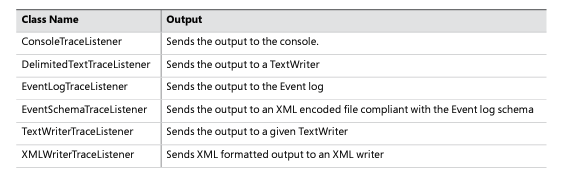 Class Name Output
ConsoleTraceListener Sends the output to the console.
DelimitedTextTraceListener Sends the output to a TextWriter
EventLogTraceListener Sends the output to the Event log
EventSchemaTraceListener Sends the output to an XML encoded file compliant with the Event log schema
TextWriterTraceListener Sends the output to a given TextWriter
XMLWriterTraceListener Sends XML formatted output to an XML writer